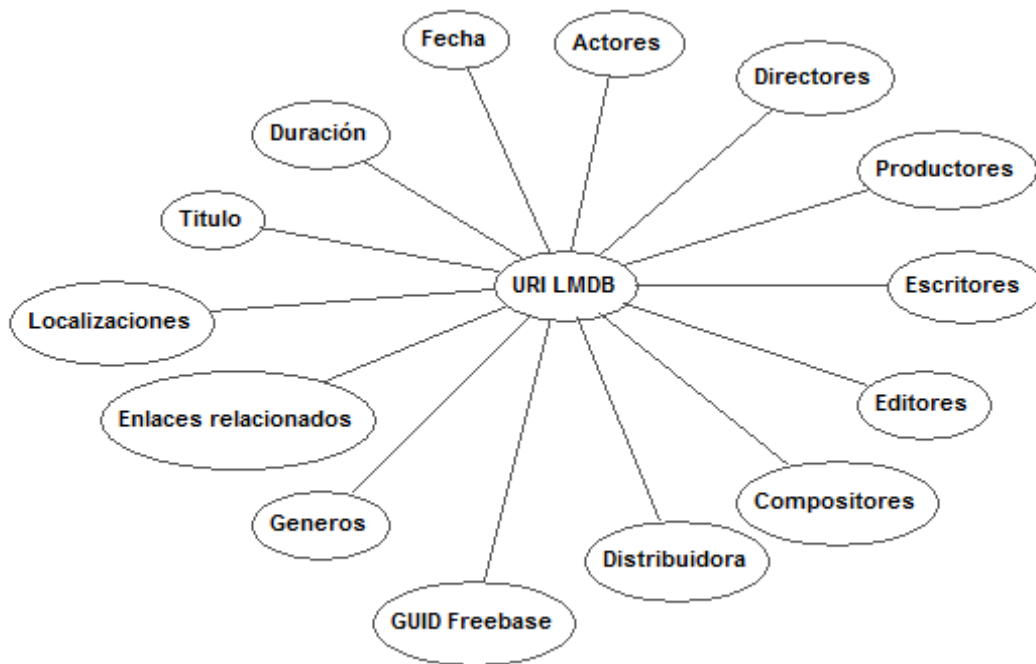 Fecha
Actores
Directores
Duración
Productores
Titulo
URI LMDB
Escritores
Localizaciones
Enlaces relacionados
Editores
Compositores
Generos
Distribuidora
GUID Freebase